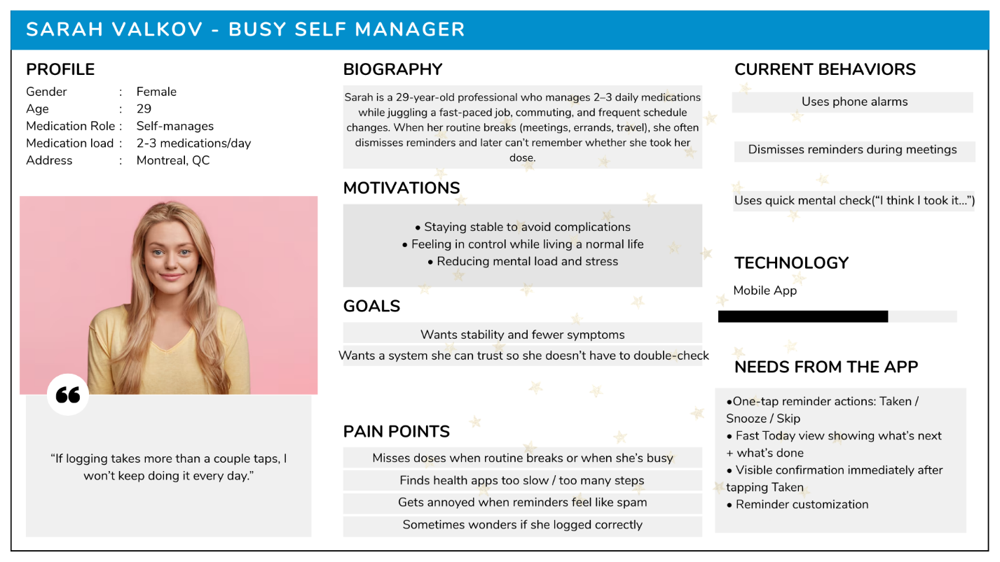 SARAH VALKOV - BUSY SELF MANAGER
PROFILE
Gender : Female
Age : 29
Medication Role : Self-manages
Medication load : 2-3 medications/day
Address : Montreal, QC
“If logging takes more than a couple taps, I
won’t keep doing it every day.”
BIOGRAPHY
Sarah is a 29-year-old professional who manages 2–3 daily medications
while juggling a fast-paced job, commuting, and frequent schedule
changes. When her routine breaks (meetings, errands, travel), she often
dismisses reminders and later can’t remember whether she took her
dose.
MOTIVATIONS
• Staying stable to avoid complications
• Feeling in control while living a normal life
• Reducing mental load and stress
GOALS
Wants stability and fewer symptoms
Wants a system she can trust so she doesn’t have to double-check
PAIN POINTS
Misses doses when routine breaks or when she’s busy
Finds health apps too slow / too many steps
Gets annoyed when reminders feel like spam
Sometimes wonders if she logged correctly
CURRENT BEHAVIORS
Uses phone alarms
Dismisses reminders during meetings
Uses quick mental check(“I think I took it...”)
TECHNOLOGY
Mobile App
NEEDS FROM THE APP
•One-tap reminder actions: Taken /
Snooze / Skip
• Fast Today view showing what’s next
+ what’s done
• Visible confirmation immediately after
tapping Taken
• Reminder customization